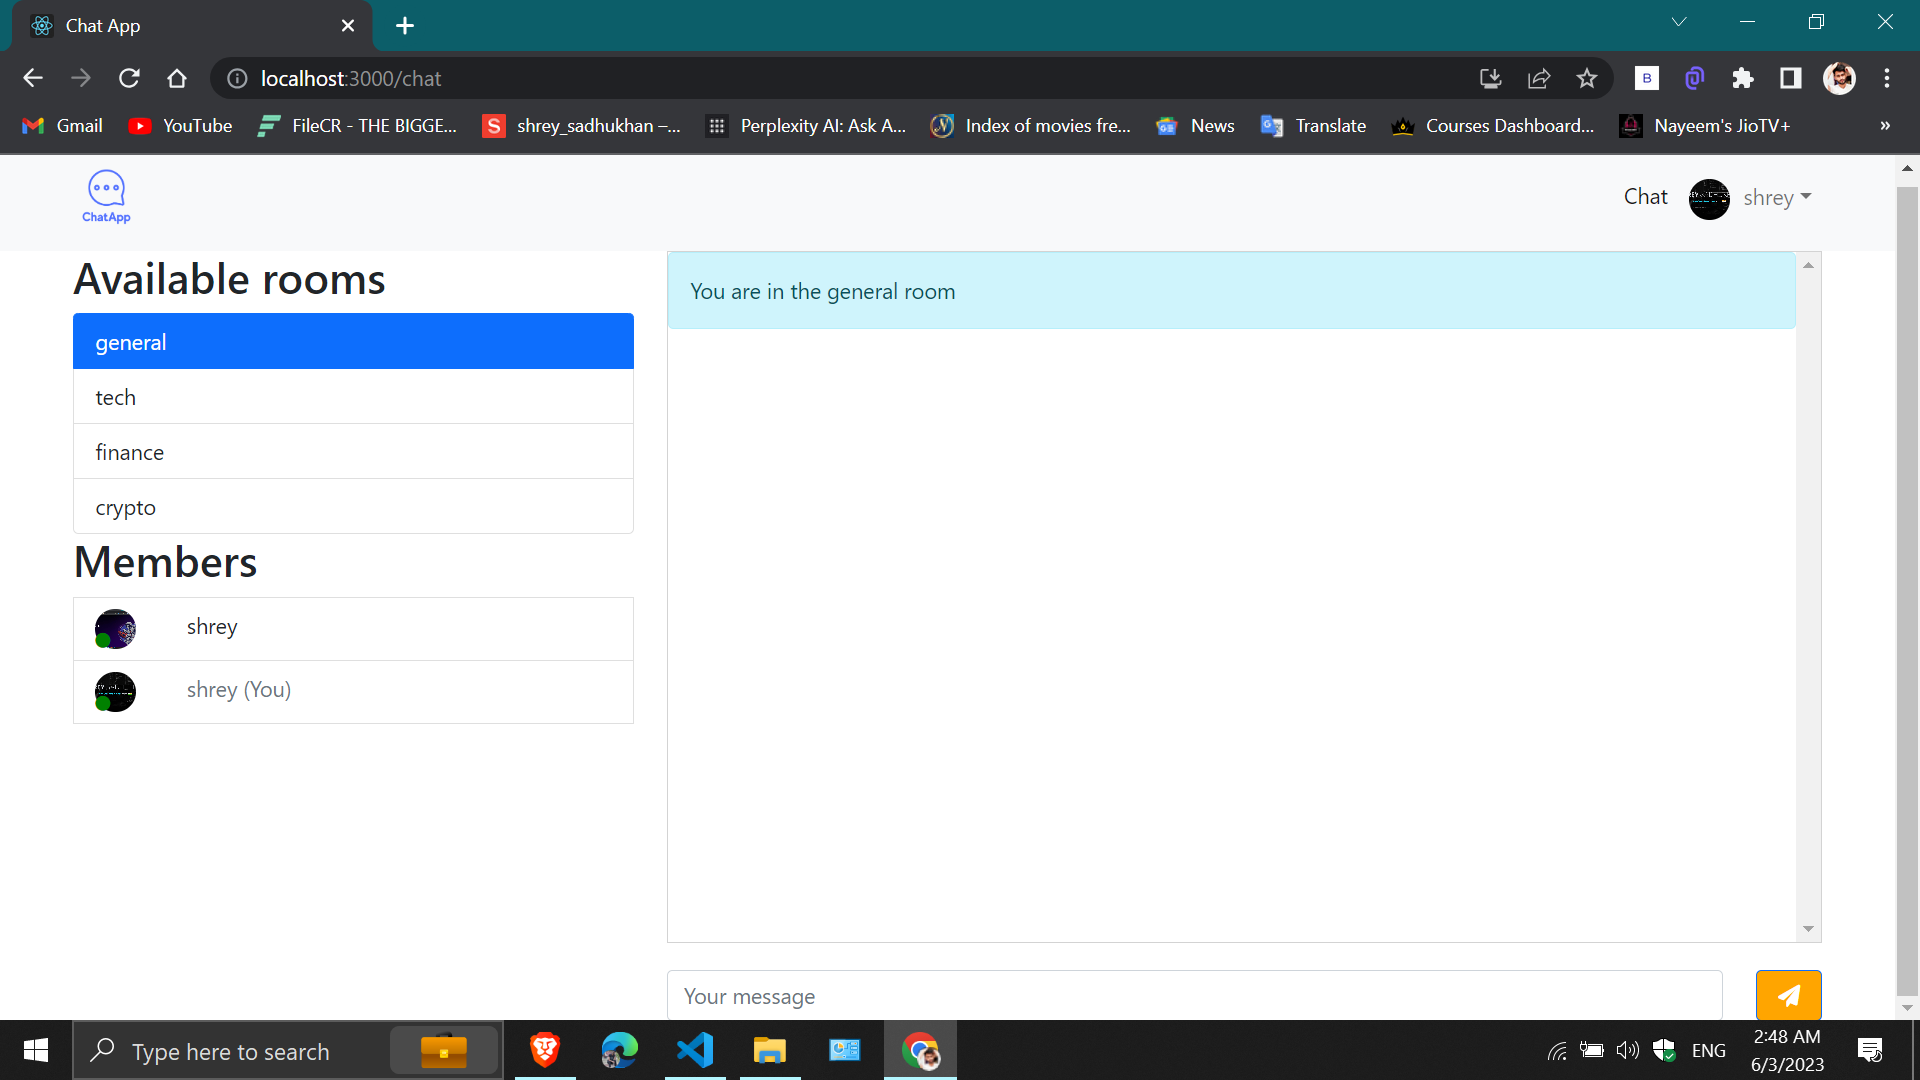 Chat App
localhost:3000/chat
Gmail YouTube FileCR - THE BIGGE... shrey_sadhukhan –... Perplexity AI: Ask A... Index of movies fre... News Translate Courses Dashboard... Nayeem's JioTV+ »
ChatApp
Chat shrey
Available rooms
general
tech
finance
crypto
Members
shrey
shrey (You)
You are in the general room
Your message
Type here to search
ENG
2:48 AM
6/3/2023